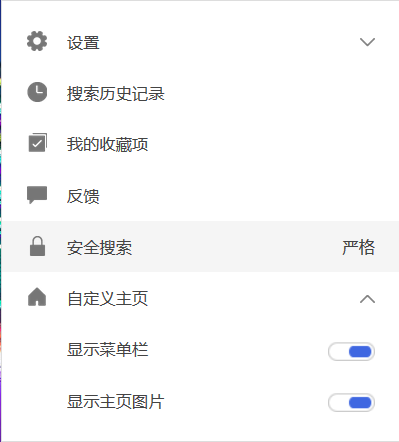 设置
搜索历史记录
我的收藏项
反馈
安全搜索 严格
自定义主页
显示菜单栏
显示主页图片